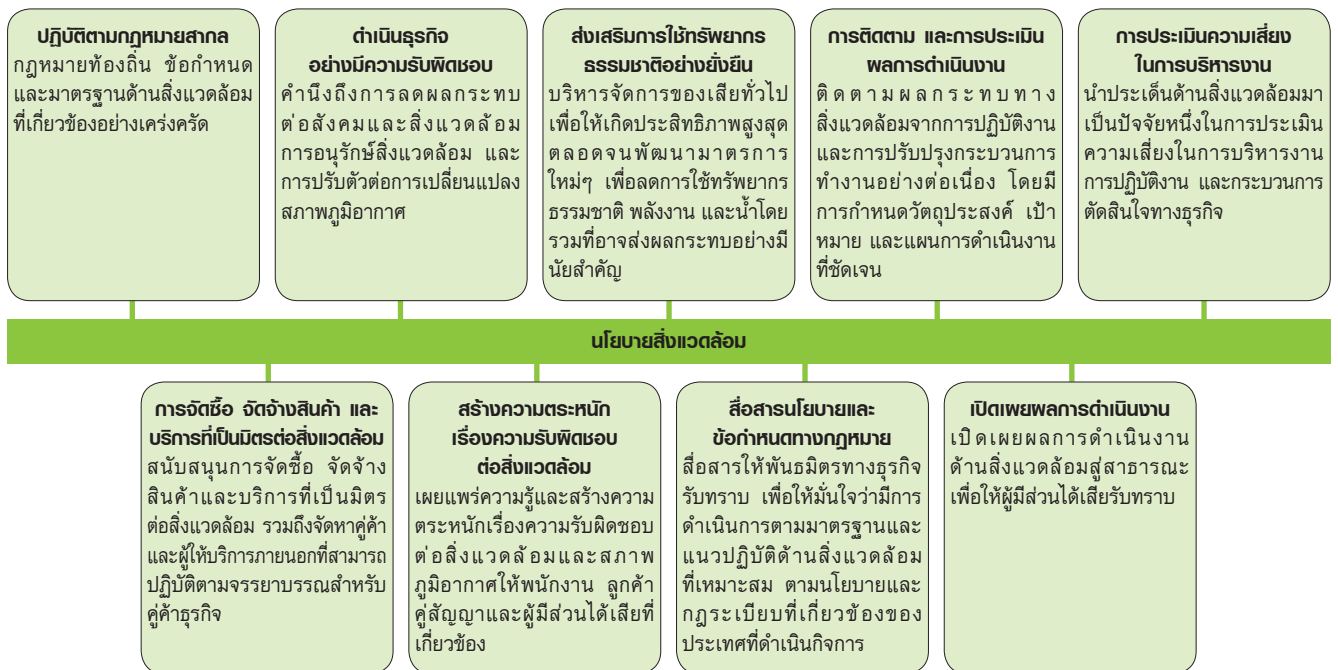 ปฏิบัติตามกฎหมายสากล
กฎหมายท้องถิ่น ข้อกำหนด
และมาตรฐานด้านสิ่งแวดล้อม
ที่เกี่ยวข้องอย่างเคร่งครัด
ดำเนินธุรกิจ
อย่างมีความรับผิดชอบ
คำนึงถึงการลดผลกระทบ
ต่อสังคมและสิ่งแวดล้อม
การอนุรักษ์สิ่งแวดล้อม และ
การปรับตัวต่อการเปลี่ยนแปลง
สภาพภูมิอากาศ
ส่งเสริมการใช้ทรัพยากร
ธรรมชาติอย่างยั่งยืน
บริหารจัดการของเสียทั่วไป
เพื่อให้เกิดประสิทธิภาพสูงสุด
ตลอดจนพัฒนามาตรการ
ใหม่ๆ เพื่อลดการใช้ทรัพยากร
ธรรมชาติ พลังงาน และน้ำโดย
รวมที่อาจส่งผลกระทบอย่างมี
นัยสำคัญ
การติดตาม และการประเมิน
ผลการดำเนินงาน
ติดตามผลกระทบทาง
สิ่งแวดล้อมจากการปฏิบัติงาน
และการปรับปรุงกระบวนการ
ทำงานอย่างต่อเนื่อง โดยมี
การกำหนดวัตถุประสงค์ เป้า
หมาย และแผนการดำเนินงาน
ที่ชัดเจน
การประเมินความเสี่ยง
ในการบริหารงาน
นำประเด็นด้านสิ่งแวดล้อมมา
เป็นปัจจัยหนึ่งในการประเมิน
ความเสี่ยงในการบริหารงาน
การปฏิบัติงาน และกระบวนการ
ตัดสินใจทางธุรกิจ
นโยบายสิ่งแวดล้อม
การจัดซื้อ จัดจ้างสินค้า และ
บริการที่เป็นมิตรต่อสิ่งแวดล้อม
สนับสนุนการจัดซื้อ จัดจ้าง
สินค้าและบริการที่เป็นมิตร
ต่อสิ่งแวดล้อม รวมถึงจัดหาคู่ค้า
และผู้ให้บริการภายนอกที่สามารถ
ปฏิบัติตามจรรยาบรรณสำหรับ
คู่ค้าธุรกิจ
สร้างความตระหนัก
เรื่องความรับผิดชอบ
ต่อสิ่งแวดล้อม
เผยแพร่ความรู้และสร้างความ
ตระหนักเรื่องความรับผิดชอบ
ต่อสิ่งแวดล้อมและสภาพ
ภูมิอากาศให้พนักงาน ลูกค้า
คู่สัญญาและผู้มีส่วนได้เสียที่
เกี่ยวข้อง
สื่อสารนโยบายและ
ข้อกำหนดทางกฎหมาย
สื่อสารให้พันธมิตรทางธุรกิจ
รับทราบ เพื่อให้มั่นใจว่ามีการ
ดำเนินการตามมาตรฐานและ
แนวปฏิบัติด้านสิ่งแวดล้อม
ที่เหมาะสม ตามนโยบายและ
กฎระเบียบที่เกี่ยวข้องของ
ประเทศที่ดำเนินกิจการ
เปิดเผยผลการดำเนินงาน
เปิดเผยผลการดำเนินงาน
ด้านสิ่งแวดล้อมสู่สาธารณะ
เพื่อให้ผู้มีส่วนได้เสียรับทราบ